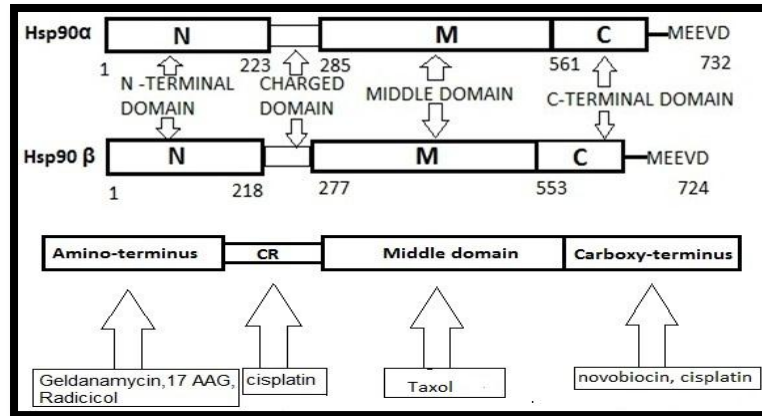 Hsp90α N M C MEEVD
1 223 285 561 732
N -TERMINAL DOMAIN
CHARGED DOMAIN
MIDDLE DOMAIN
C-TERMINAL DOMAIN
Hsp90 β N M C MEEVD
1 218 277 553 724
Amino-terminus CR Middle domain Carboxy-terminus
Geldanamycin,17 AAG,
Radicicol
cisplatin
Taxol
novobiocin, cisplatin